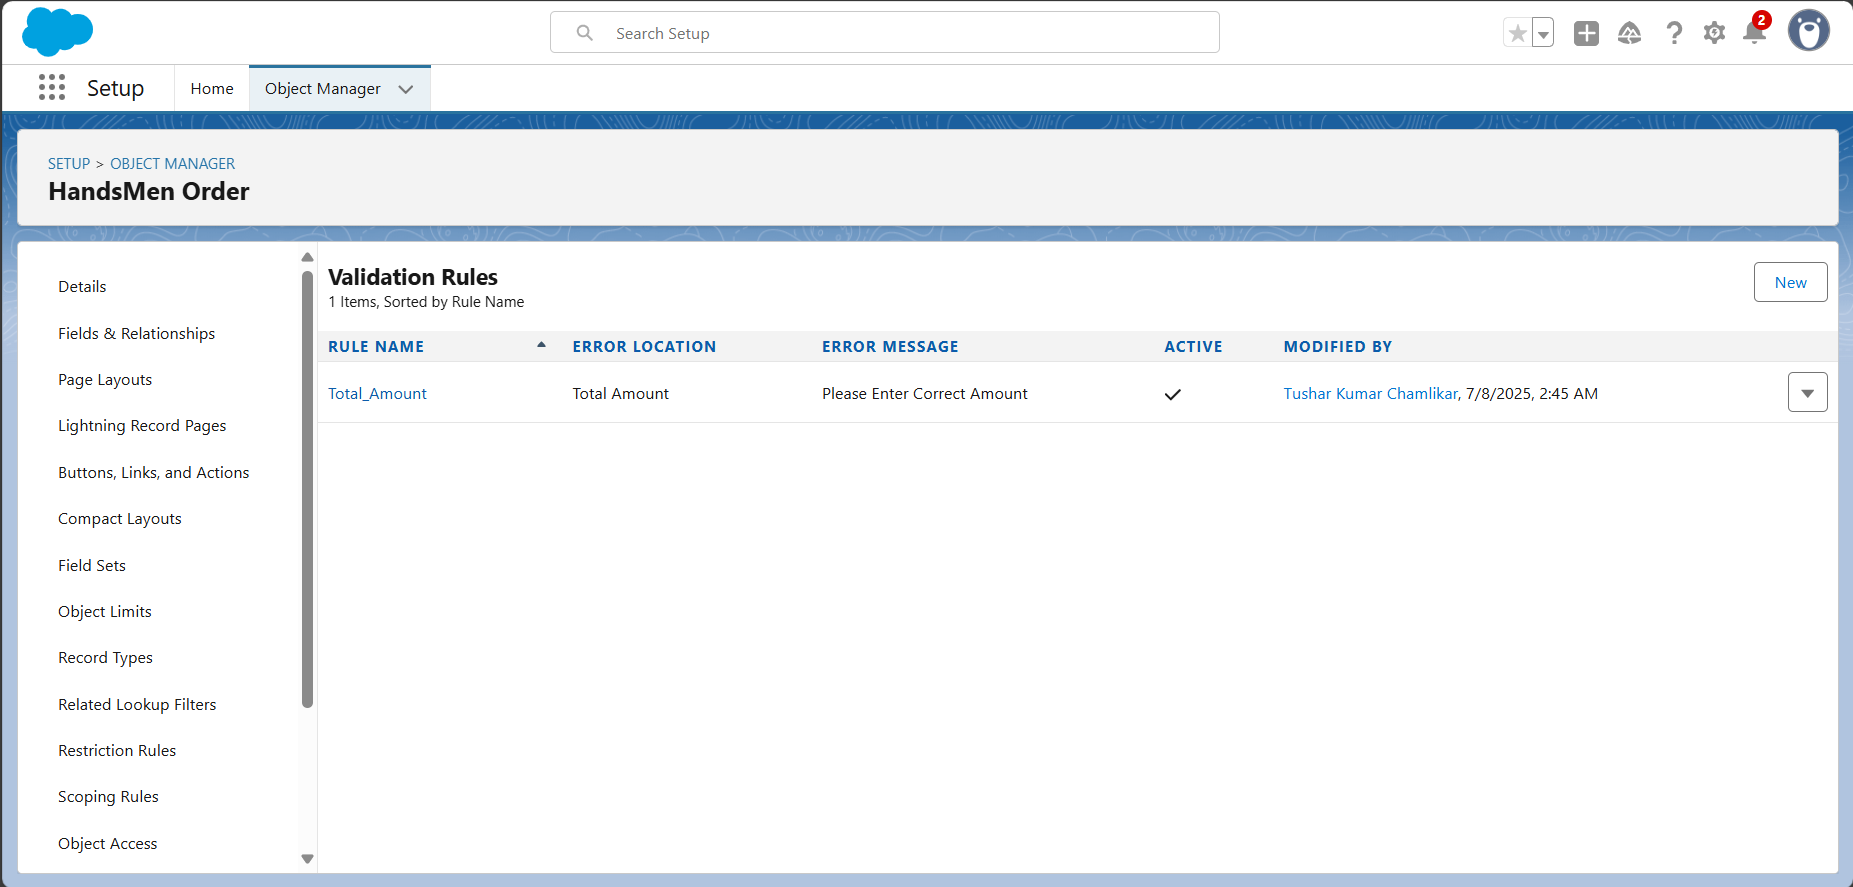 Search Setup
2
Setup
Home
Object Manager
SETUP > OBJECT MANAGER
HandsMen Order
Details
Fields & Relationships
Page Layouts
Lightning Record Pages
Buttons, Links, and Actions
Compact Layouts
Field Sets
Object Limits
Record Types
Related Lookup Filters
Restriction Rules
Scoping Rules
Object Access
Validation Rules
1 Items, Sorted by Rule Name
New
RULE NAME ERROR LOCATION ERROR MESSAGE ACTIVE MODIFIED BY
Total_Amount Total Amount Please Enter Correct Amount Tushar Kumar Chamlikar, 7/8/2025, 2:45 AM